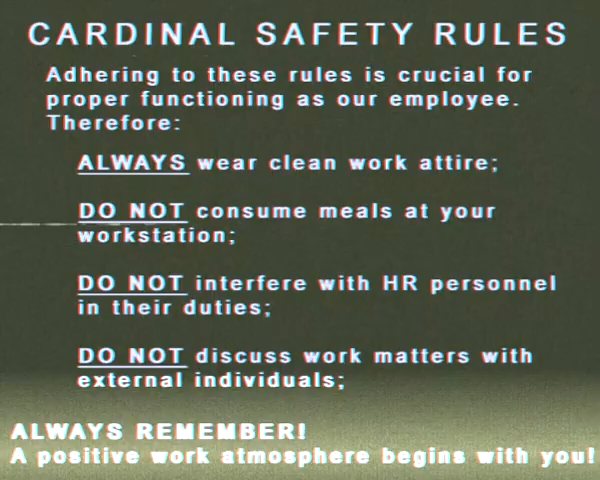 CARDINAL SAFETY RULES
Adhering to these rules is crucial for
proper functioning as our employee.
Therefore:
ALWAYS wear clean work attire;
DO NOT consume meals at your
workstation;
DO NOT interfere with HR personnel
in their duties;
DO NOT discuss work matters with
external individuals;
ALWAYS REMEMBER!
A positive work atmosphere begins with you!